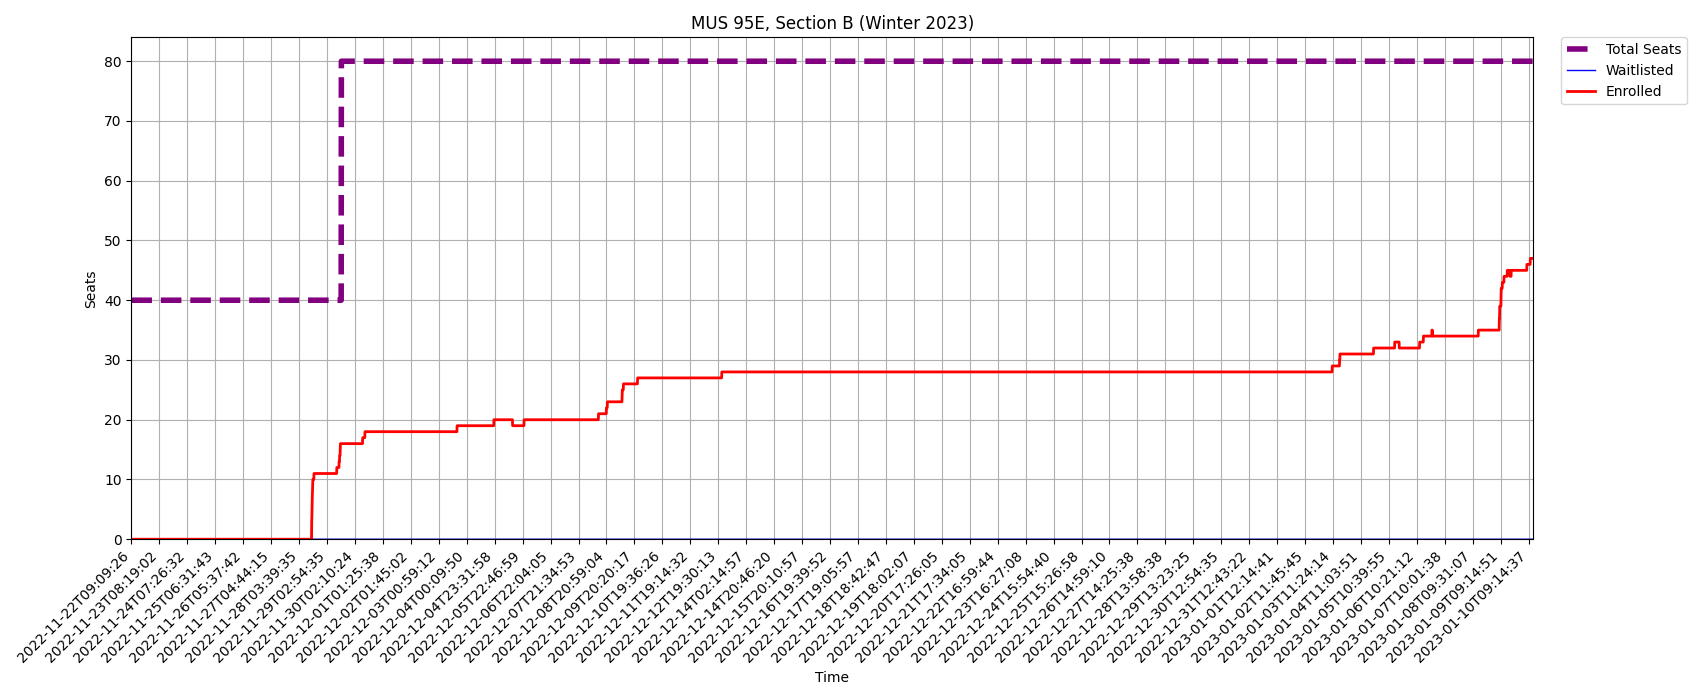 MUS 95E, Section B (Winter 2023)
Total Seats
Waitlisted
Enrolled
Seats
80
70
60
50
40
30
20
10
0
2022-11-22T09:09:26
2022-11-23T08:19:02
2022-11-24T07:26:32
2022-11-25T06:31:43
2022-11-26T05:37:42
2022-11-27T04:44:15
2022-11-28T03:39:35
2022-11-29T02:54:35
2022-11-30T02:10:24
2022-12-01T01:25:38
2022-12-02T01:45:02
2022-12-03T00:59:12
2022-12-04T00:09:50
2022-12-04T23:31:58
2022-12-05T22:46:59
2022-12-06T22:04:05
2022-12-07T21:34:53
2022-12-08T20:59:04
2022-12-09T20:20:17
2022-12-10T19:36:26
2022-12-11T19:14:32
2022-12-12T19:30:13
2022-12-14T02:14:57
2022-12-14T20:46:20
2022-12-15T20:10:57
2022-12-16T19:39:52
2022-12-17T19:05:57
2022-12-18T18:42:47
2022-12-19T18:02:07
2022-12-20T17:26:05
2022-12-21T17:34:05
2022-12-22T16:59:44
2022-12-23T16:27:08
2022-12-24T15:54:40
2022-12-25T15:26:58
2022-12-26T14:59:10
2022-12-27T14:25:38
2022-12-28T13:58:38
2022-12-29T13:23:25
2022-12-30T12:54:35
2022-12-31T12:43:22
2023-01-01T12:14:41
2023-01-02T11:45:45
2023-01-03T11:24:14
2023-01-04T11:03:51
2023-01-05T10:39:55
2023-01-06T10:21:12
2023-01-07T10:01:38
2023-01-08T09:31:07
2023-01-09T09:14:51
2023-01-10T09:14:37
Time